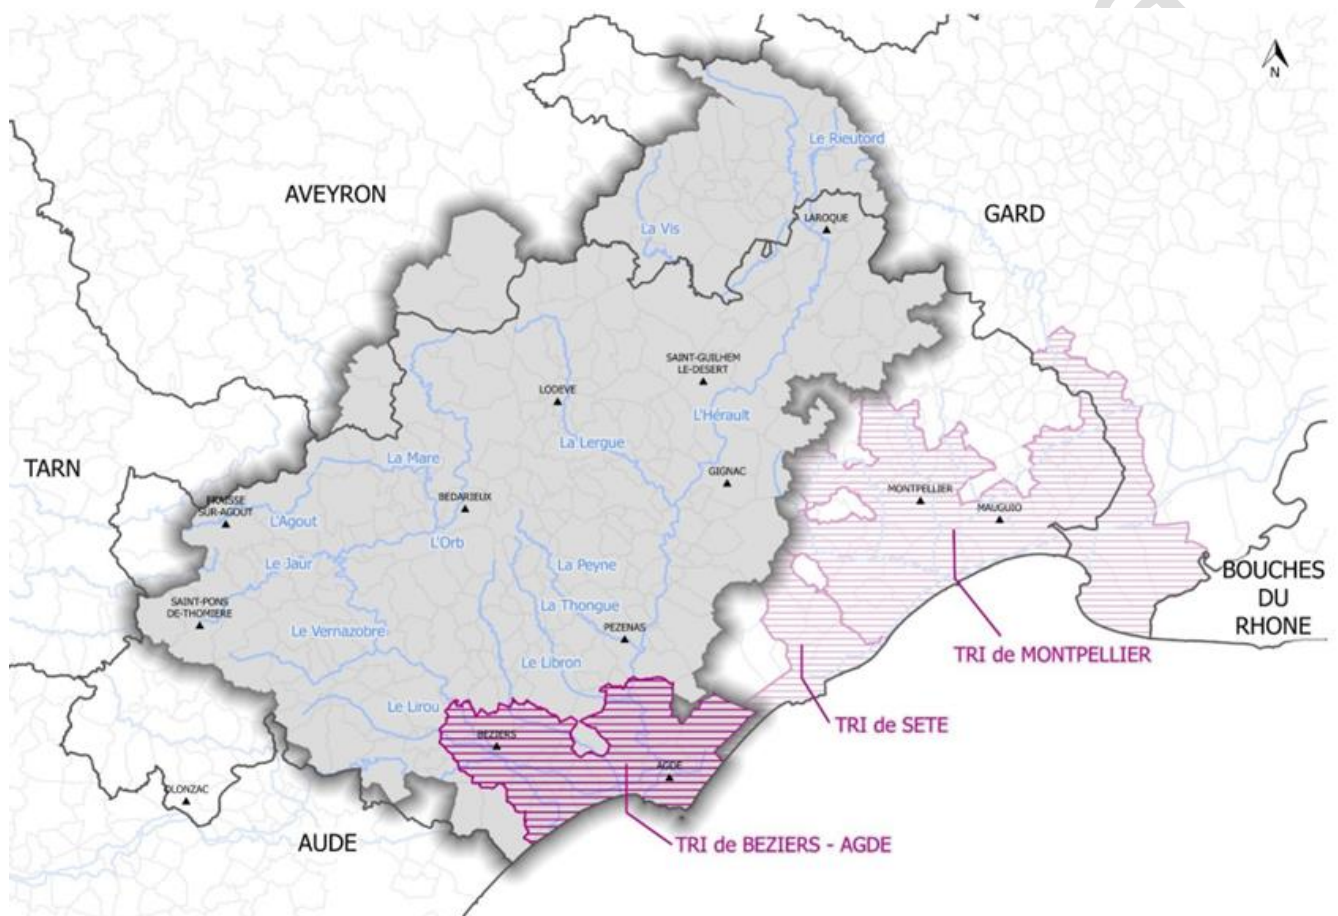 N
Le Rieutord
AVEYRON
GARD
LAROQUE
La Vis
SAINT-GUILHEM
LE-DESERT
LODEVE
L'Hérault
La Lergue
TARN
La Mare
GIGNAC
MONTPELLIER
BEDARIEUX
FRAISSE
SUR-AGOUT
MAUGUIO
L'Agout
L'Orb
Le Jaur
La Peyne
BOUCHES
DU
RHONE
SAINT-PONS
DE-THOMIERE
La Thongue
Le Vernazobre
PEZENAS
TRI de MONTPELLIER
Le Libron
Le Lirou
TRI de SETE
BEZIERS
AGDE
OLONZAC
AUDE
TRI de BEZIERS - AGDE